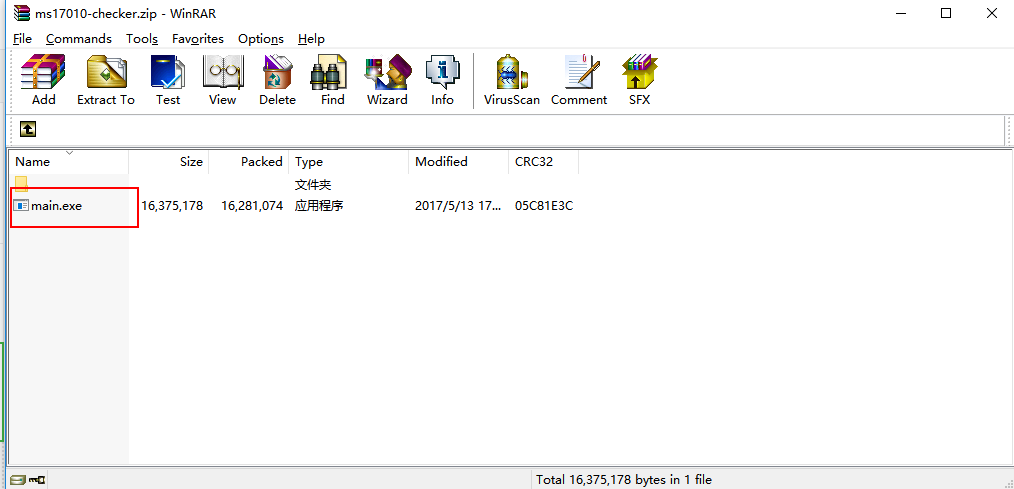 ms17010-checker.zip - WinRAR
File Commands Tools Favorites Options Help
Add Extract To Test View Delete Find Wizard Info VirusScan Comment SFX
Name Size Packed Type Modified CRC32
文件夹
main.exe 16,375,178 16,281,074 应用程序 2017/5/13 17... 05C81E3C
Total 16,375,178 bytes in 1 file